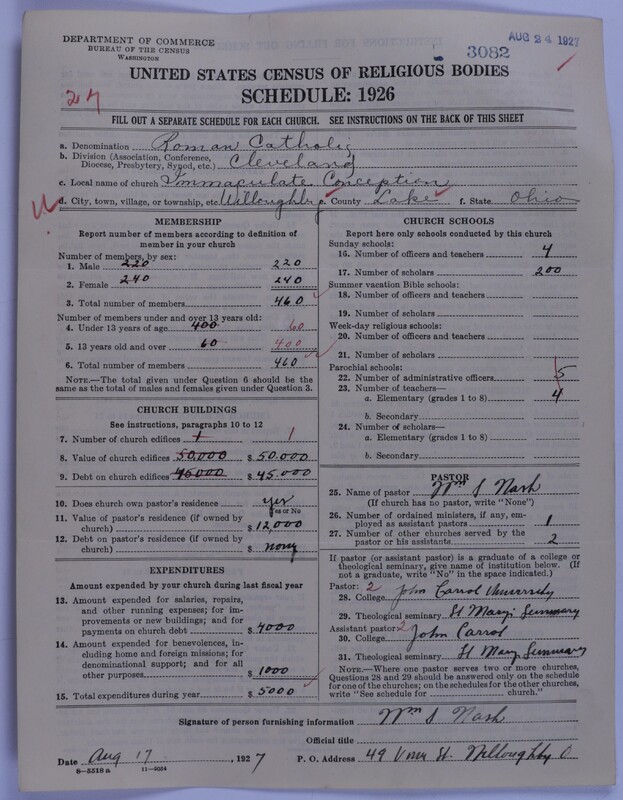 DEPARTMENT OF COMMERCE
BUREAU OF THE CENSUS
WASHINGTON
3082
AUG 24 1927
UNITED STATES CENSUS OF RELIGIOUS BODIES
SCHEDULE: 1926
FILL OUT A SEPARATE SCHEDULE FOR EACH CHURCH. SEE INSTRUCTIONS ON THE BACK OF THIS SHEET
a. Denomination Roman Catholic
b. Division (Association, Conference, Diocese, Presbytery, Synod, etc.) Cleveland
c. Local name of church Immaculate Conception
d. City, town, village, or township, etc. Willoughby e. County Lake f. State Ohio
MEMBERSHIP
Report number of members according to definition of
member in your church
Number of members, by sex:
1. Male 220 220
2. Female 240 240
3. Total number of members 460
Number of members under and over 13 years old:
4. Under 13 years of age 400 60
5. 13 years old and over 60 400
6. Total number of members 460
NOTE.—The total given under Question 6 should be
same as the total of males and females given under Question 3.
CHURCH BUILDINGS
See instructions, paragraphs 10 to 12
7. Number of church edifices 1 1
8. Value of church edifices 50,000 $ 50.000
9. Debt on church edifices 45000 $ 45.000
10. Does church own pastor's residence yes
Yes or No
11. Value of pastor's residence (if owned by
church) $ 12,000
12. Debt on pastor's residence (if owned by
church) $ none
EXPENDITURES
Amount expended by your church during last fiscal year
13. Amount expended for salaries, repairs,
and other running expenses; for im-
provements or new buildings; and for
payments on church debt $ 4000
14. Amount expended for benevolences, in-
cluding home and foreign missions; for
denominational support; and for all
other purposes $ 1000
15. Total expenditures during year $ 5000
CHURCH SCHOOLS
Report here only schools conducted by this church
Sunday schools:
16. Number of officers and teachers 4
17. Number of scholars 200
Summer vacation Bible schools:
18. Number of officers and teachers
19. Number of scholars
Week-day religious schools:
20. Number of officers and teachers
21. Number of scholars
Parochial schools:
22. Number of administrative officers 5
23. Number of teachers—
a. Elementary (grades 1 to 8) 4
b. Secondary
24. Number of scholars—
a. Elementary (grades 1 to 8)
b. Secondary
PASTOR
25. Name of pastor Wm S Nash
(If church has no pastor, write "None")
26. Number of ordained ministers, if any, em-
ployed as assistant pastors 1
27. Number of other churches served by the
pastor or his assistants 2
If pastor (or assistant pastor) is a graduate of a college or
theological seminary, give name of institution below. (If
not a graduate, write "No" in the space indicated.)
Pastor: 2
28. College John Carrol University
29. Theological seminary St Marys Seminary
Assistant pastor: 2
30. College John Carrol
31. Theological seminary St Marys Seminary
NOTE.—Where one pastor serves two or more churches,
Questions 28 and 29 should be answered only on the schedule
for one of the churches; on the schedules for the other churches,
write "See schedule for church."
Signature of person furnishing information Wm S Nash
Official title
Date Aug 17, 1927 P. O. Address 49 Vine St. Willoughby O
8—5518 a 11—9034